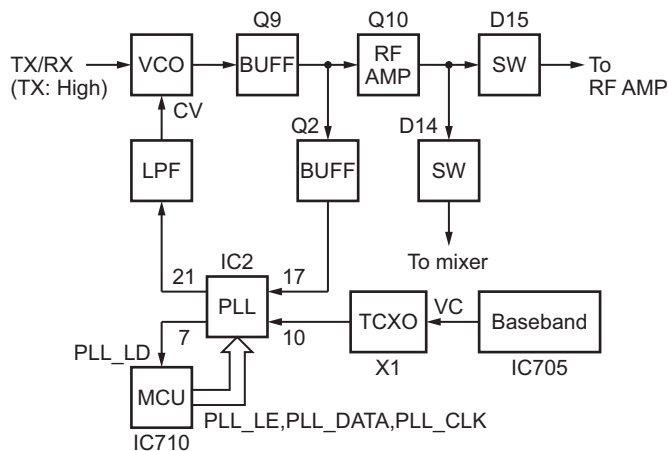 Q9
Q10
D15
TX/RX
(TX: High)
VCO
BUFF
RF
AMP
SW
To
RF AMP
CV
Q2
D14
LPF
BUFF
SW
To mixer
IC2
21
17
PLL
7
10
TCXO
VC
Baseband
X1
IC705
PLL_LD
MCU
IC710
PLL_LE,PLL_DATA,PLL_CLK